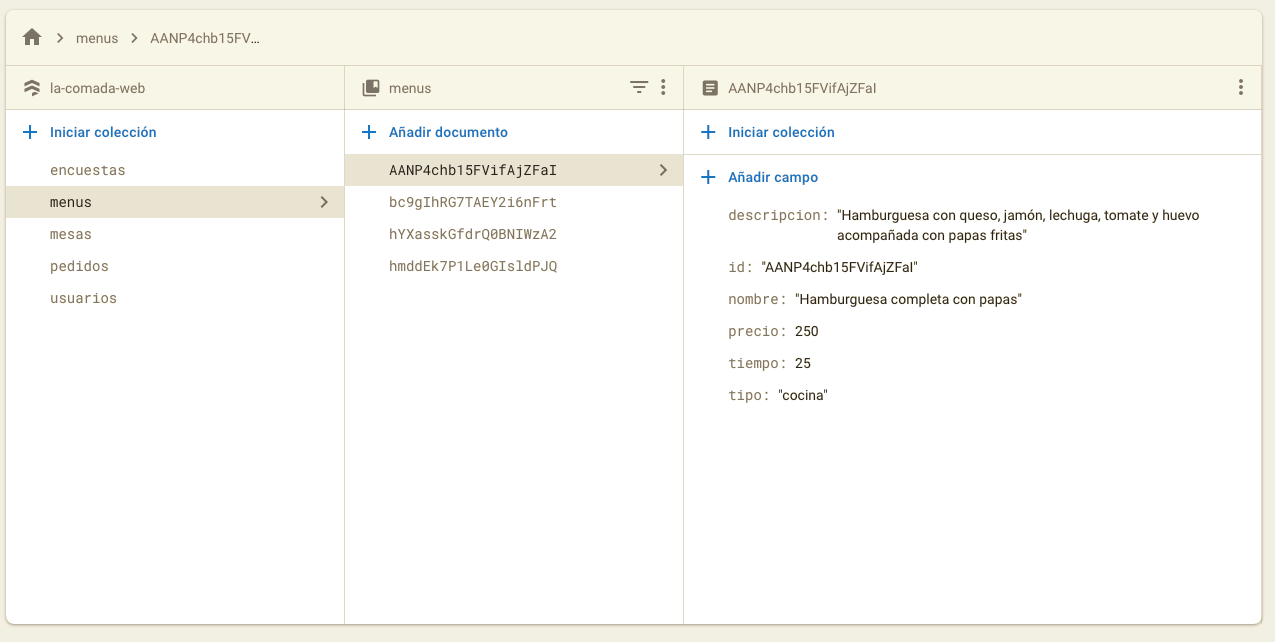 menus
AANP4chb15FV…
la-comada-web
Iniciar colección
encuestas
menus
mesas
pedidos
usuarios
menus
Añadir documento
AANP4chb15FVifAjZFaI
bc9gIhRG7TAEY2i6nFrt
hYXasskGfdrQ0BNIWzA2
hmddEk7P1Le0GIsldPJQ
AANP4chb15FVifAjZFaI
Iniciar colección
Añadir campo
descripcion: "Hamburguesa con queso, jamón, lechuga, tomate y huevo
acompañada con papas fritas"
id: "AANP4chb15FVifAjZFaI"
nombre: "Hamburguesa completa con papas"
precio: 250
tiempo: 25
tipo: "cocina"